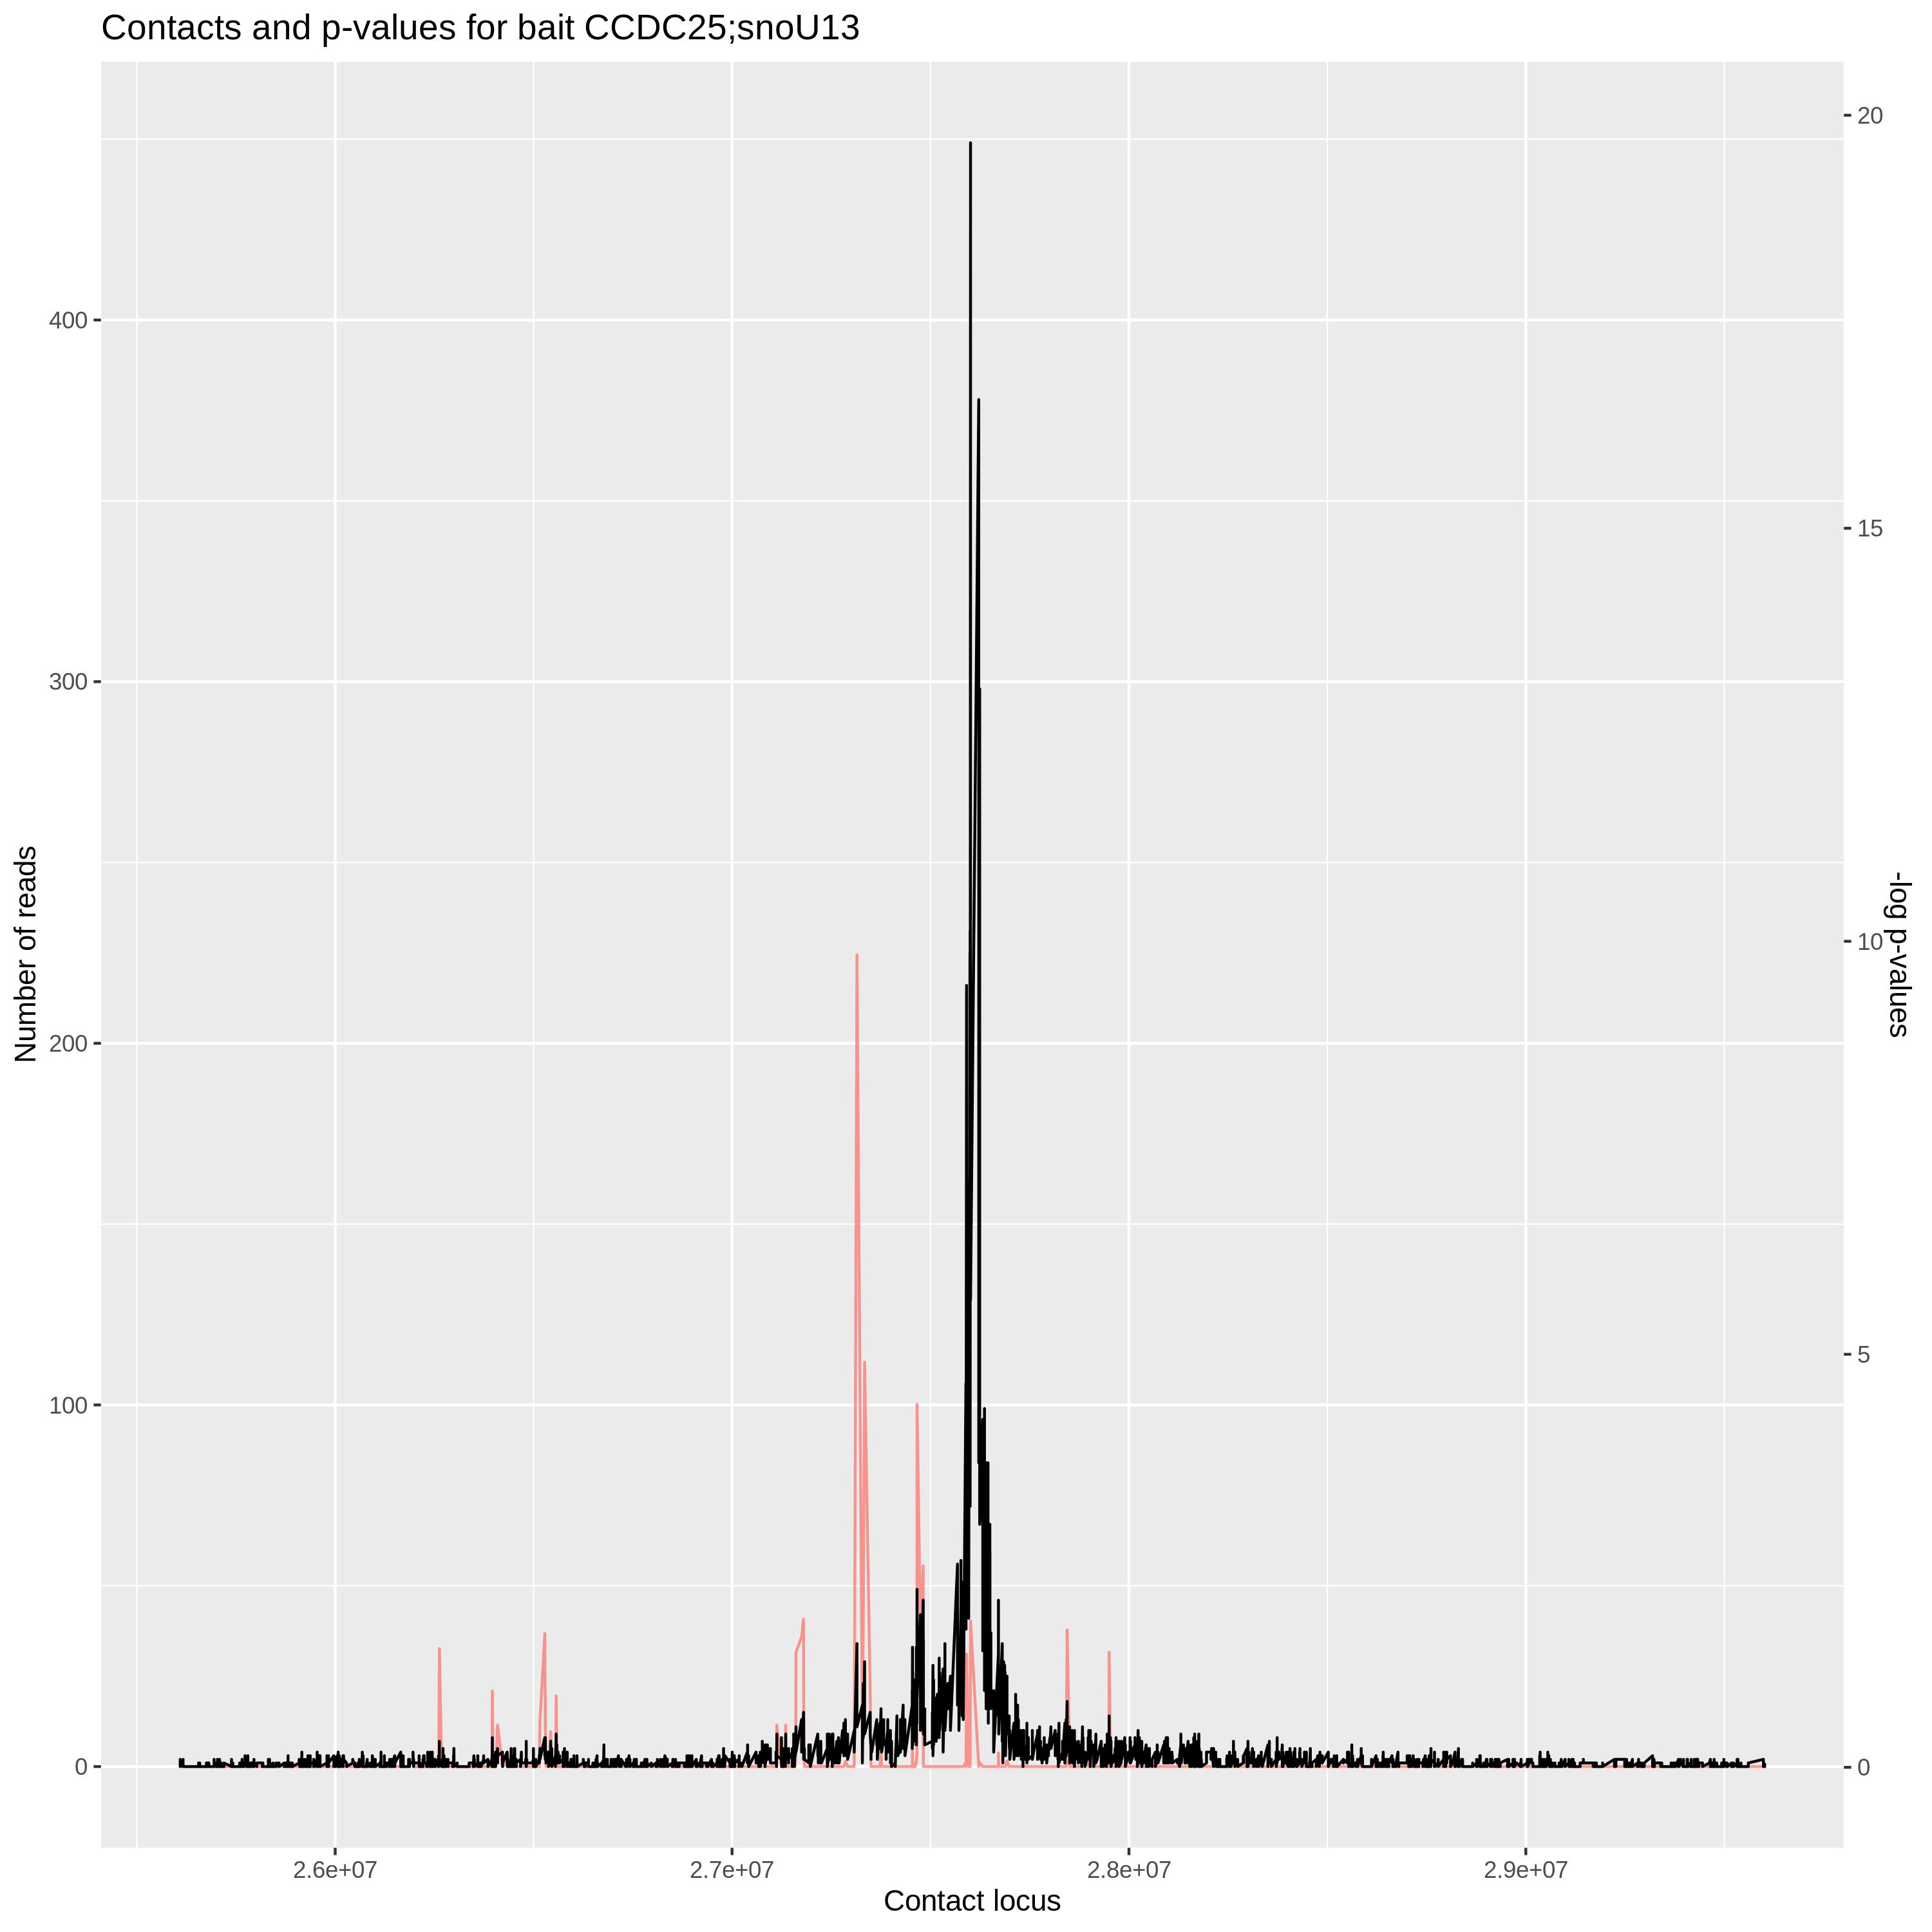 Contacts and p-values for bait CCDC25;snoU13
Number of reads
400
300
200
100
0
20
15
10
5
0
-log p-values
2.6e+07 2.7e+07 2.8e+07 2.9e+07
Contact locus